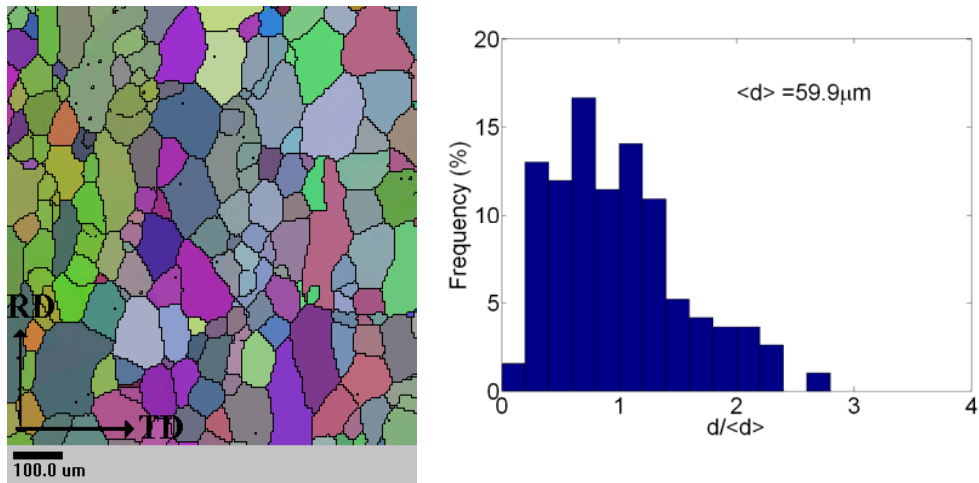 RD
TD
100.0 um
20
15
10
5
0
Frequency (%)
<d> =59.9μm
0 1 2 3 4
d/<d>